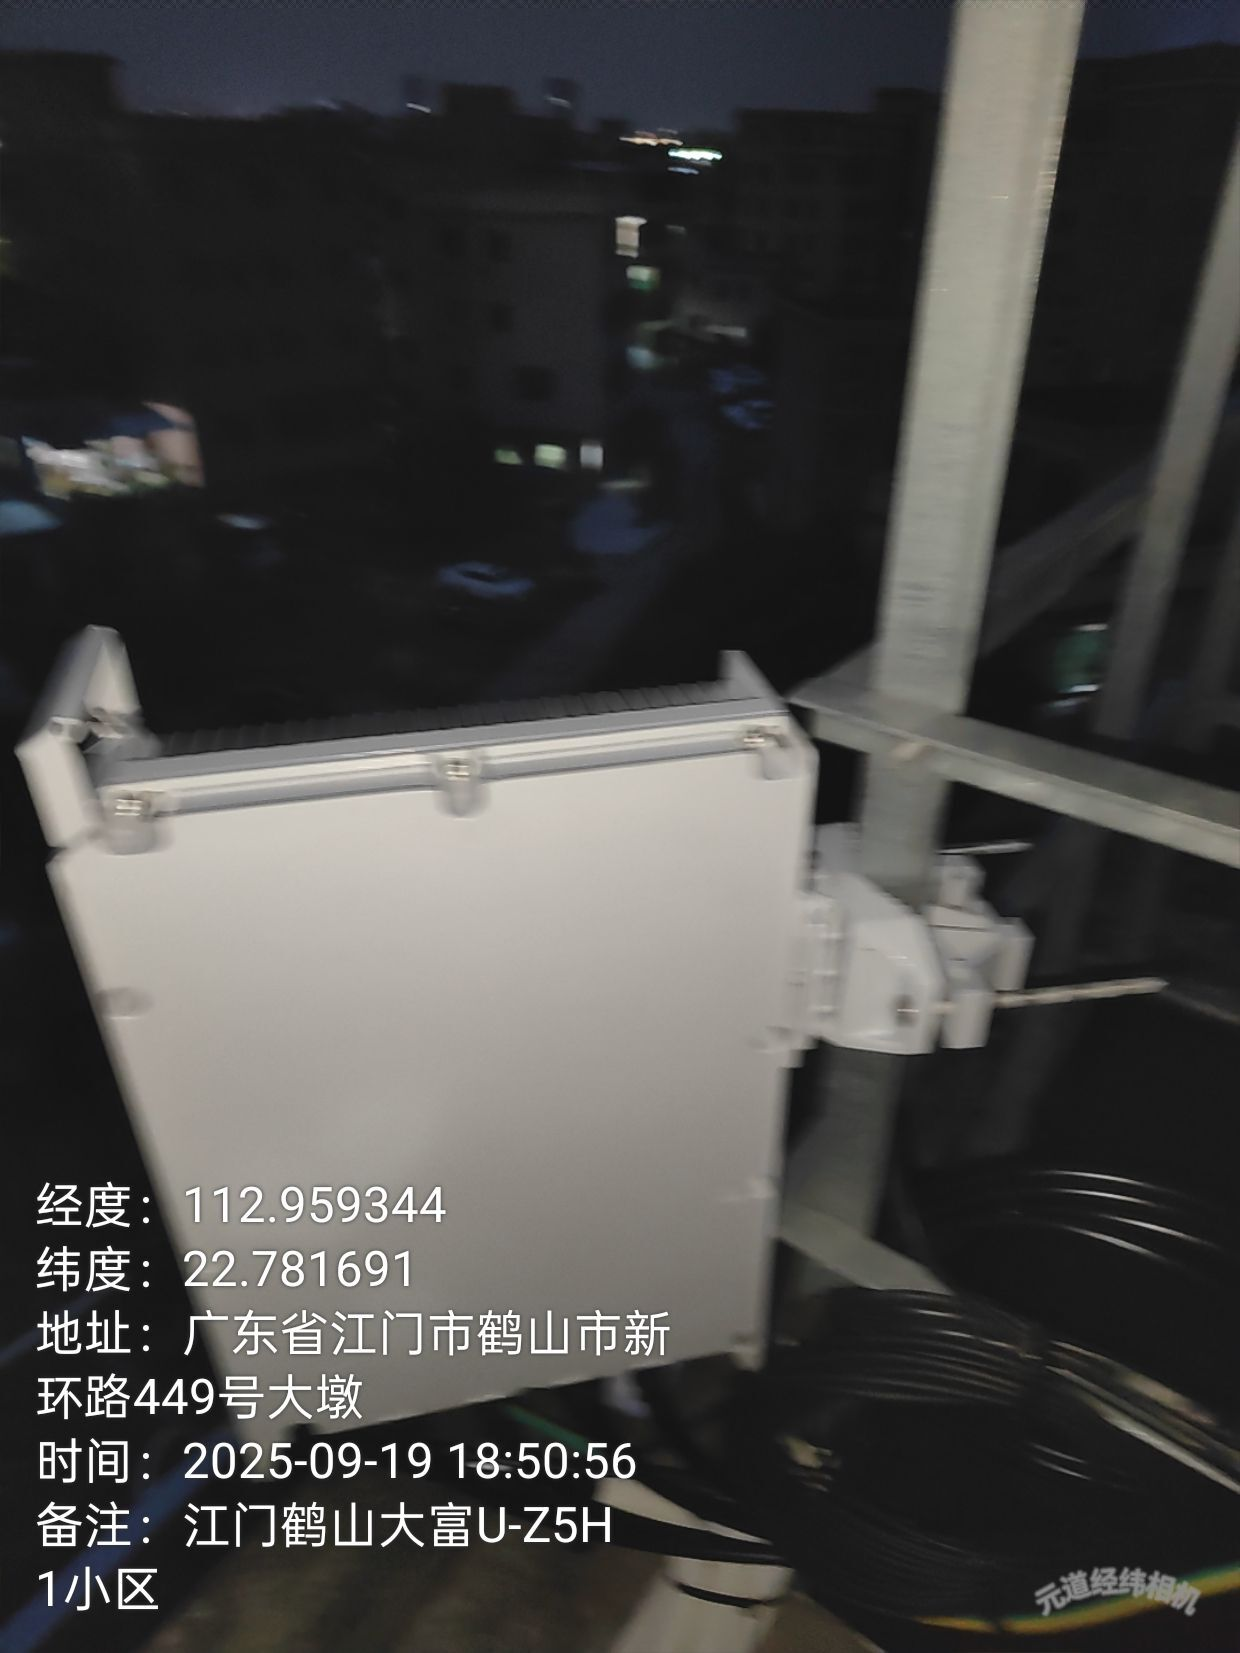 经度：112.959344
纬度：22.781691
地址：广东省江门市鹤山市新
环路449号大墩
时间：2025-09-19 18:50:56
备注：江门鹤山大富U-Z5H
1小区
元道经纬相机